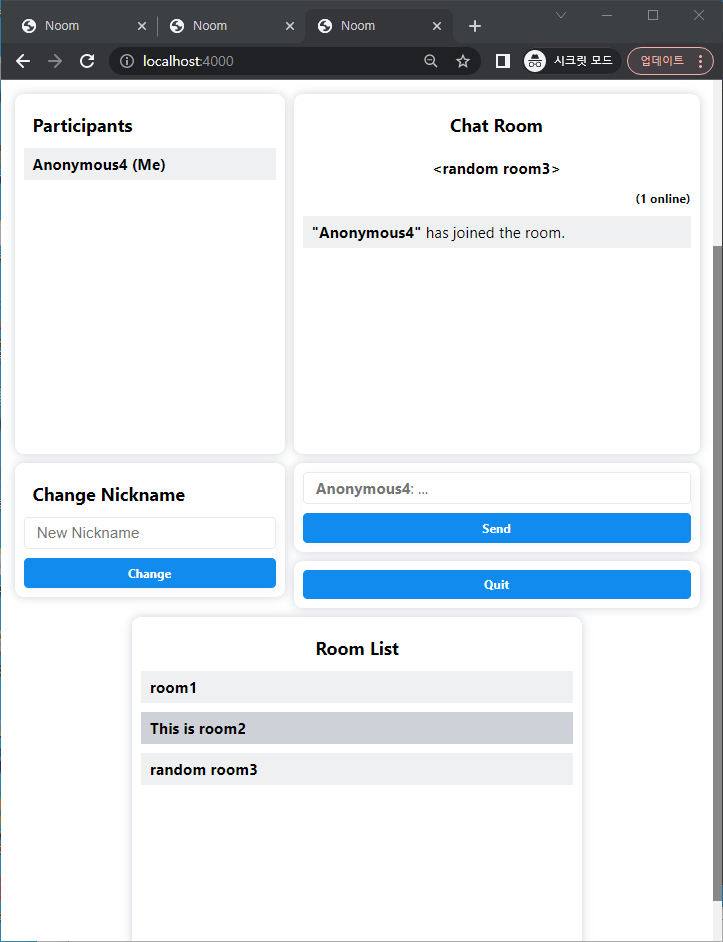 Noom
Noom
Noom
localhost:4000
시크릿 모드
업데이트
Participants
Anonymous4 (Me)
Chat Room
<random room3>
(1 online)
"Anonymous4" has joined the room.
Change Nickname
New Nickname
Change
Anonymous4: ...
Send
Quit
Room List
room1
This is room2
random room3